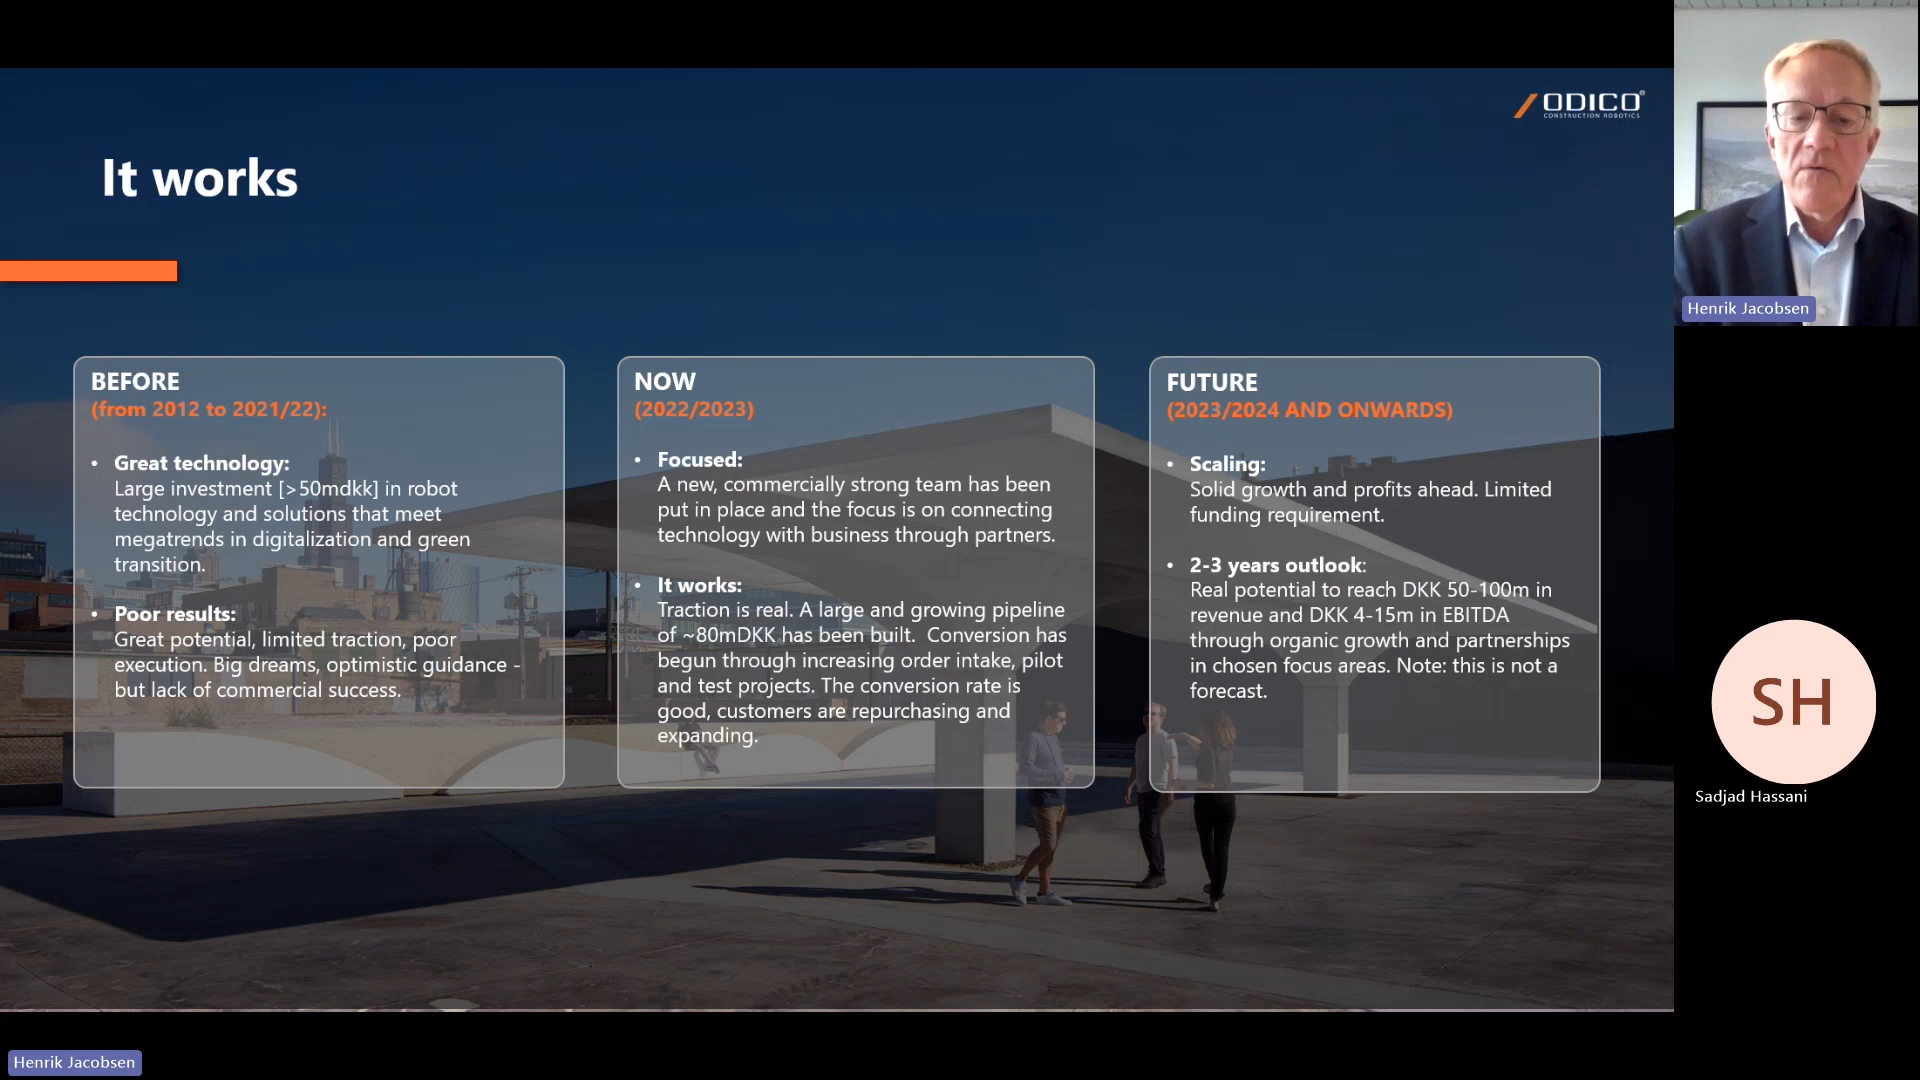 ODICO®
CONSTRUCTION ROBOTICS
It works
BEFORE
(from 2012 to 2021/22):
• Great technology:
Large investment [>50mdkk] in robot
technology and solutions that meet
megatrends in digitalization and green
transition.
• Poor results:
Great potential, limited traction, poor
execution. Big dreams, optimistic guidance -
but lack of commercial success.
NOW
(2022/2023)
• Focused:
A new, commercially strong team has been
put in place and the focus is on connecting
technology with business through partners.
• It works:
Traction is real. A large and growing pipeline
of ~80mDKK has been built.  Conversion has
begun through increasing order intake, pilot
and test projects. The conversion rate is
good, customers are repurchasing and
expanding.
FUTURE
(2023/2024 AND ONWARDS)
• Scaling:
Solid growth and profits ahead. Limited
funding requirement.
• 2-3 years outlook:
Real potential to reach DKK 50-100m in
revenue and DKK 4-15m in EBITDA
through organic growth and partnerships
in chosen focus areas. Note: this is not a
forecast.
Henrik Jacobsen
SH
Sadjad Hassani
Henrik Jacobsen